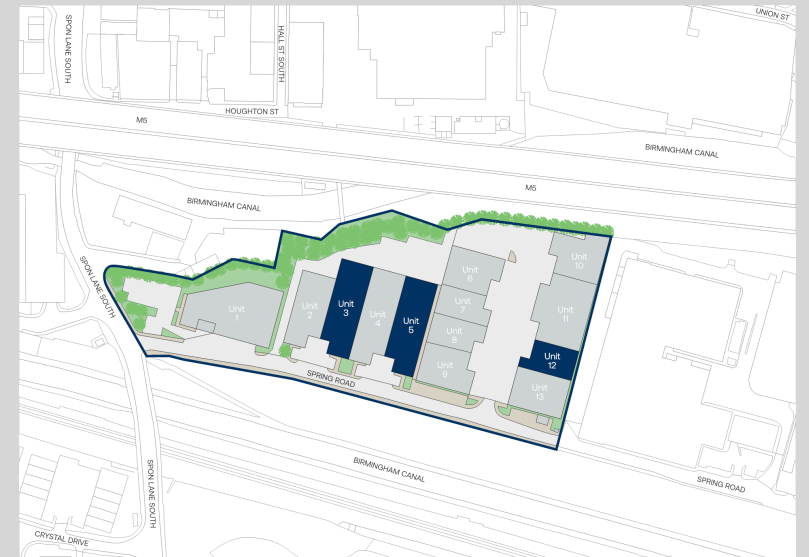 UNION ST
SPON LANE SOUTH
HALL ST SOUTH
HOUGHTON ST
M5
BIRMINGHAM CANAL
M5
BIRMINGHAM CANAL
SPON LANE SOUTH
Unit
1
Unit
2
Unit
3
Unit
4
Unit
5
Unit
6
Unit
7
Unit
8
Unit
9
Unit
10
Unit
11
Unit
12
Unit
13
SPRING ROAD
BIRMINGHAM CANAL
SPRING ROAD
SPON LANE SOUTH
CRYSTAL DRIVE